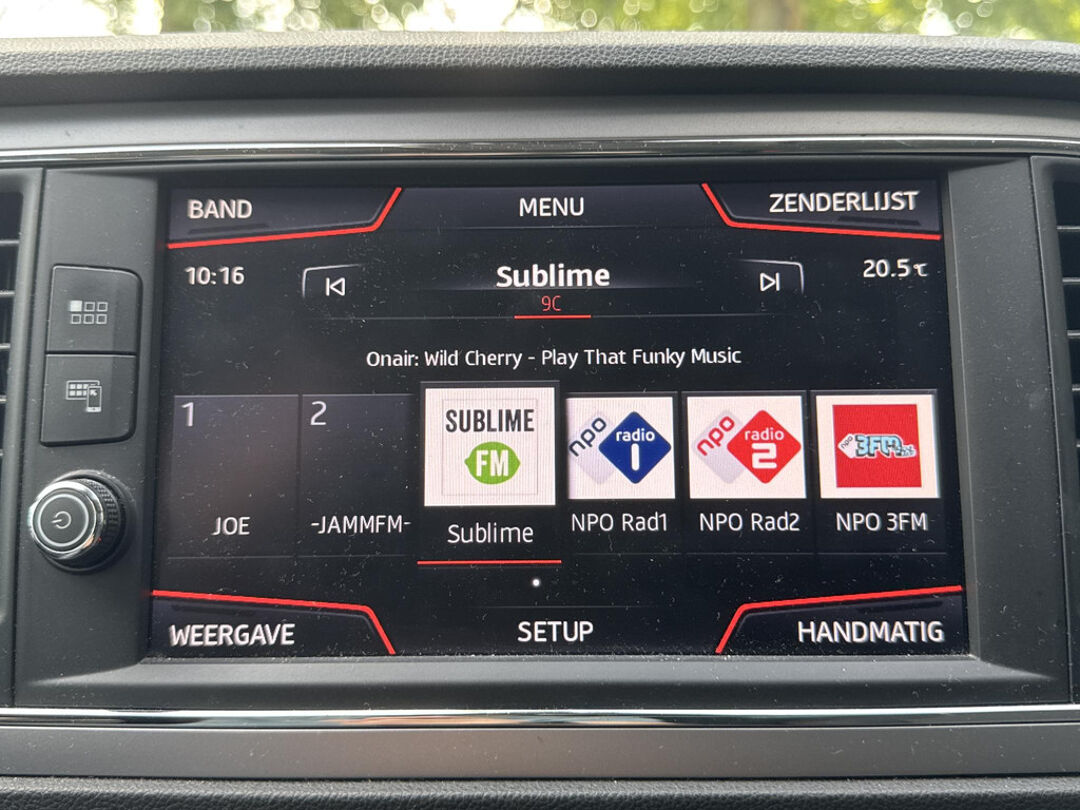 BAND
MENU
ZENDERLIJST
10:16
Sublime
20.5℃
9C
Onair: Wild Cherry - Play That Funky Music
1
2
SUBLIME
FM
npo
radio
1
npo
radio
2
npo
3FM.nl
JOE
-JAMMFM-
Sublime
NPO Rad1
NPO Rad2
NPO 3FM
WEERGAVE
SETUP
HANDMATIG